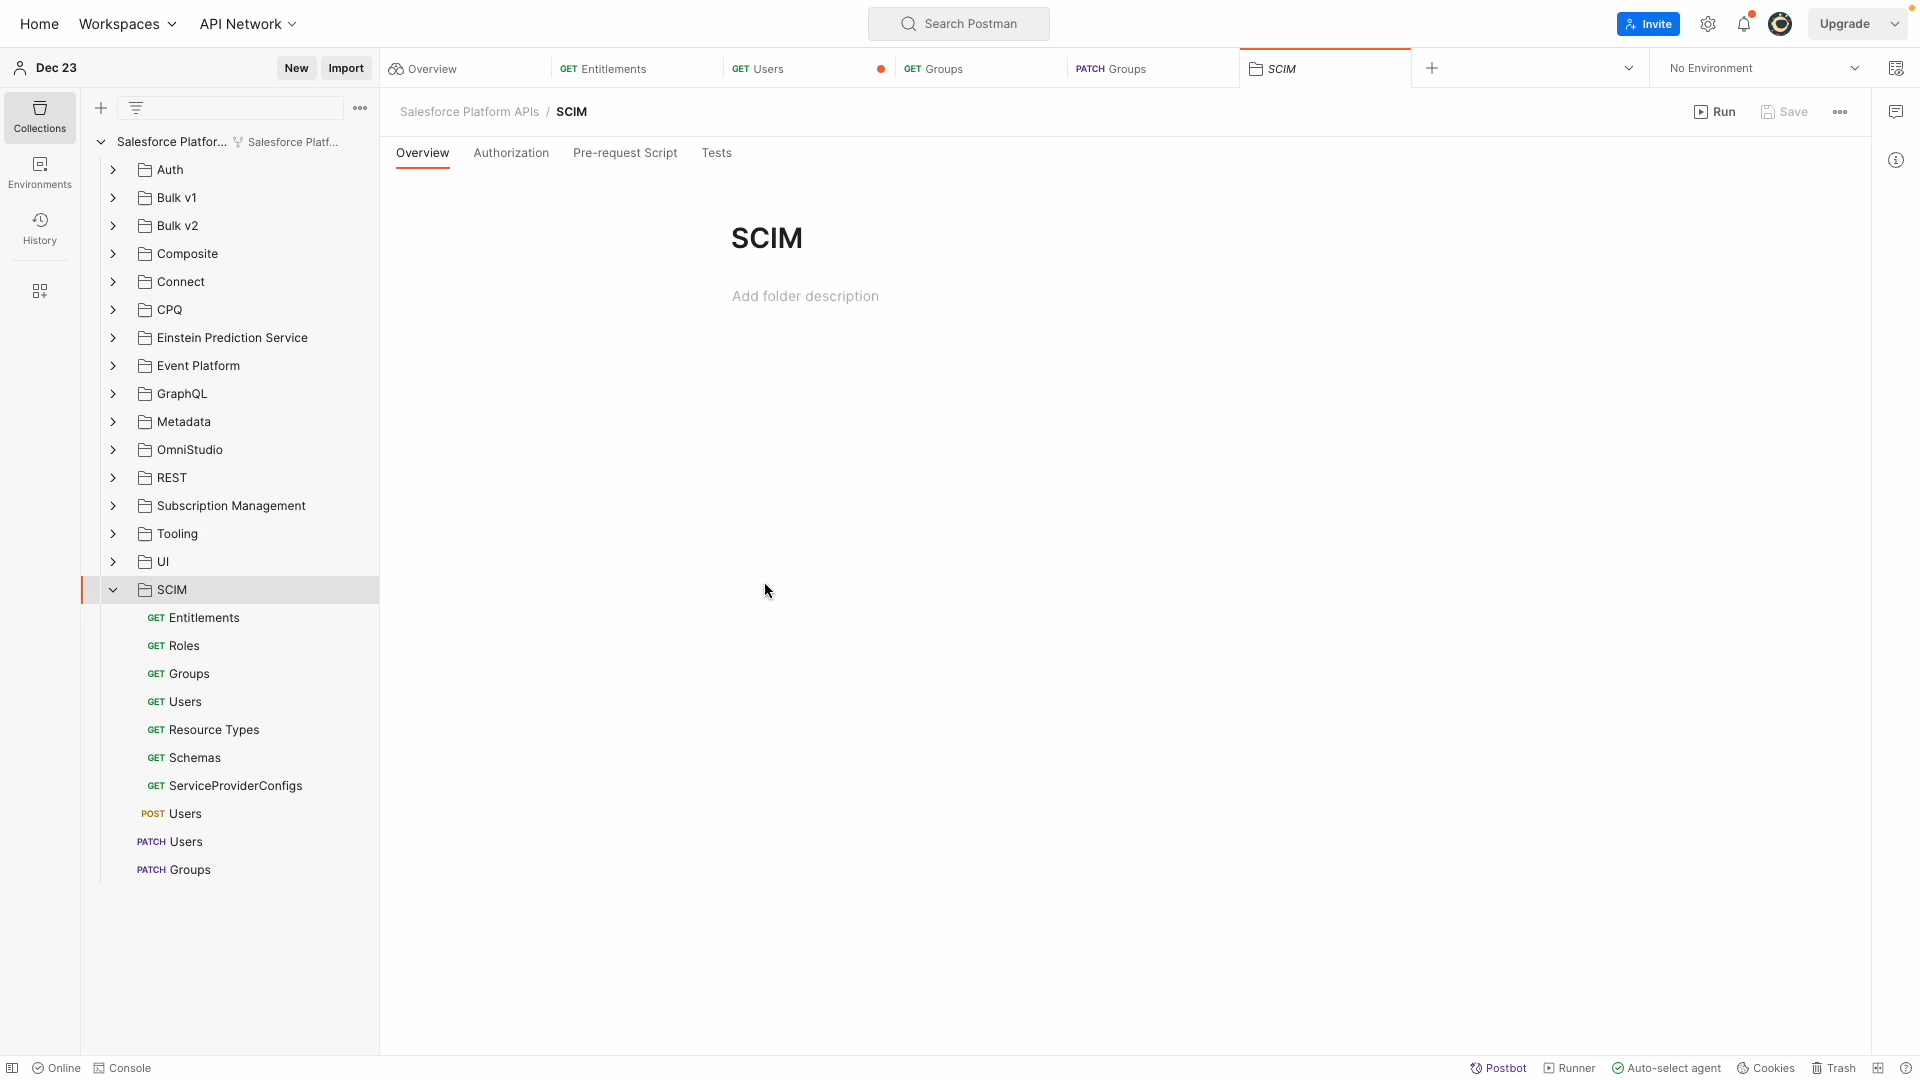 Home Workspaces API Network Search Postman Invite Upgrade
Dec 23 New Import Overview GET Entitlements GET Users GET Groups PATCH Groups SCIM No Environment
Collections
Environments
History
Salesforce Platfor... Salesforce Platf...
Auth
Bulk v1
Bulk v2
Composite
Connect
CPQ
Einstein Prediction Service
Event Platform
GraphQL
Metadata
OmniStudio
REST
Subscription Management
Tooling
UI
SCIM
GET Entitlements
GET Roles
GET Groups
GET Users
GET Resource Types
GET Schemas
GET ServiceProviderConfigs
POST Users
PATCH Users
PATCH Groups
Salesforce Platform APIs / SCIM Run Save
Overview Authorization Pre-request Script Tests
SCIM
Add folder description
Online Console Postbot Runner Auto-select agent Cookies Trash